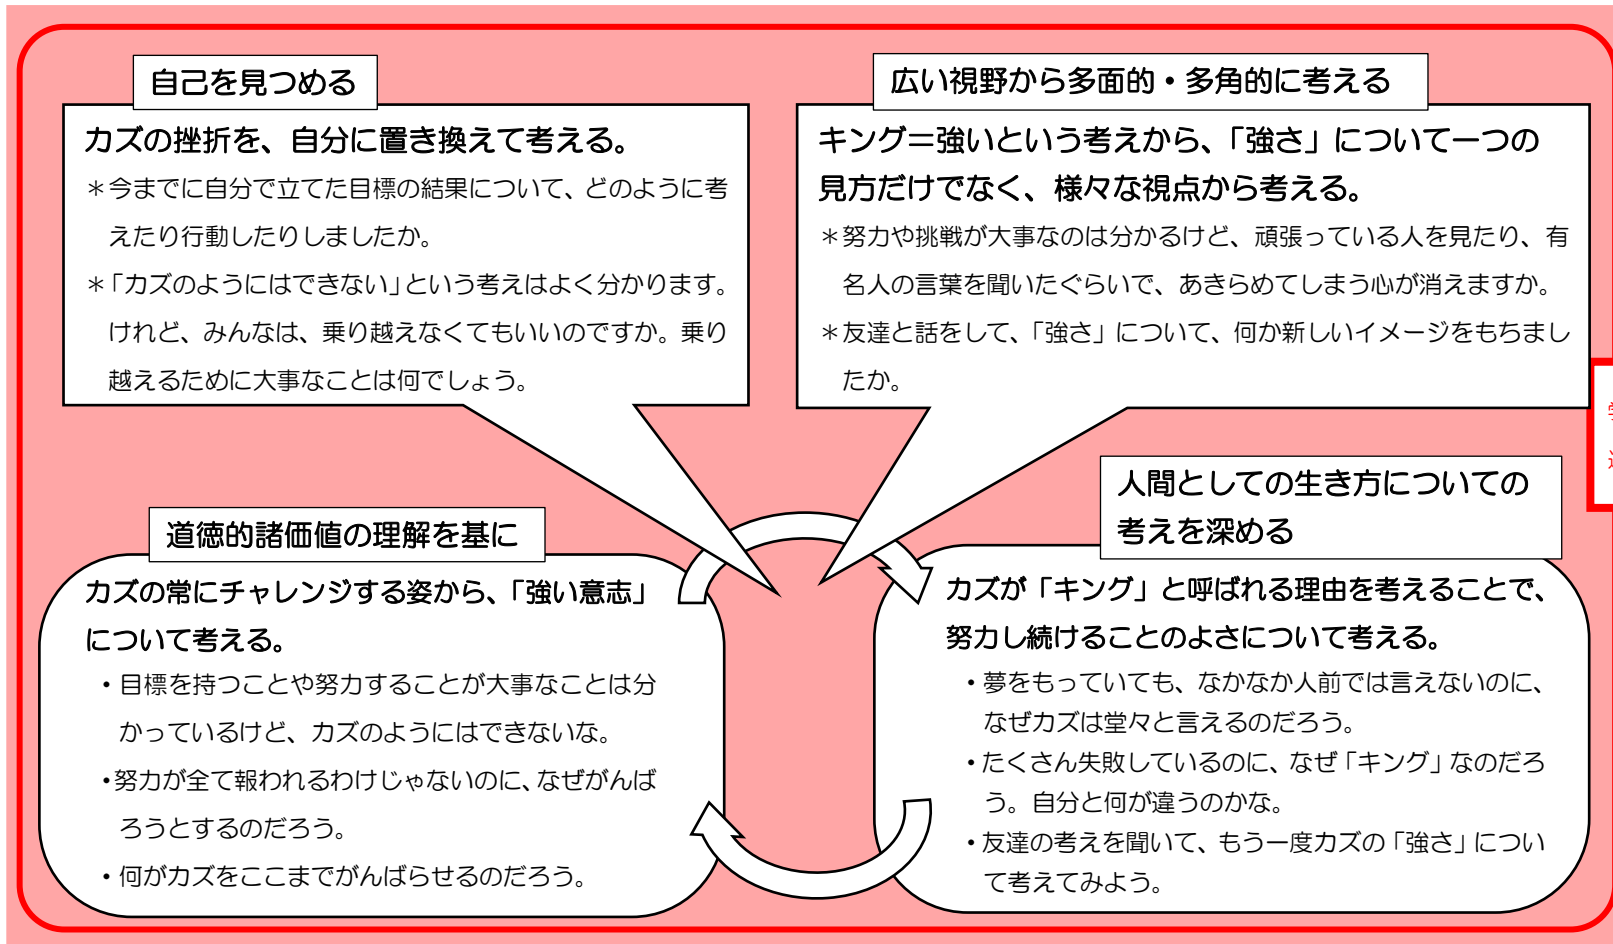 自己を見つめる
カズの挫折を、自分に置き換えて考える。
＊今までに自分で立てた目標の結果について、どのように考
えたり行動したりしましたか。
＊「カズのようにはできない」という考えはよく分かります。
けれど、みんなは、乗り越えなくてもいいのですか。乗り
越えるために大事なことは何でしょう。
広い視野から多面的・多角的に考える
キング＝強いという考えから、「強さ」について一つの
見方だけでなく、様々な視点から考える。
＊努力や挑戦が大事なのは分かるけど、頑張っている人を見たり、有
名人の言葉を聞いたぐらいで、あきらめてしまう心が消えますか。
＊友達と話をして、「強さ」について、何か新しいイメージをもちまし
たか。
道徳的諸価値の理解を基に
カズの常にチャレンジする姿から、「強い意志」
について考える。
・目標を持つことや努力することが大事なことは分
かっているけど、カズのようにはできないな。
・努力が全て報われるわけじゃないのに、なぜがんば
ろうとするのだろう。
・何がカズをここまでがんばらせるのだろう。
人間としての生き方についての
考えを深める
カズが「キング」と呼ばれる理由を考えることで、
努力し続けることのよさについて考える。
・夢をもっていても、なかなか人前では言えないのに、
なぜカズは堂々と言えるのだろう。
・たくさん失敗しているのに、なぜ「キング」なのだろ
う。自分と何が違うのかな。
・友達の考えを聞いて、もう一度カズの「強さ」につい
て考えてみよう。